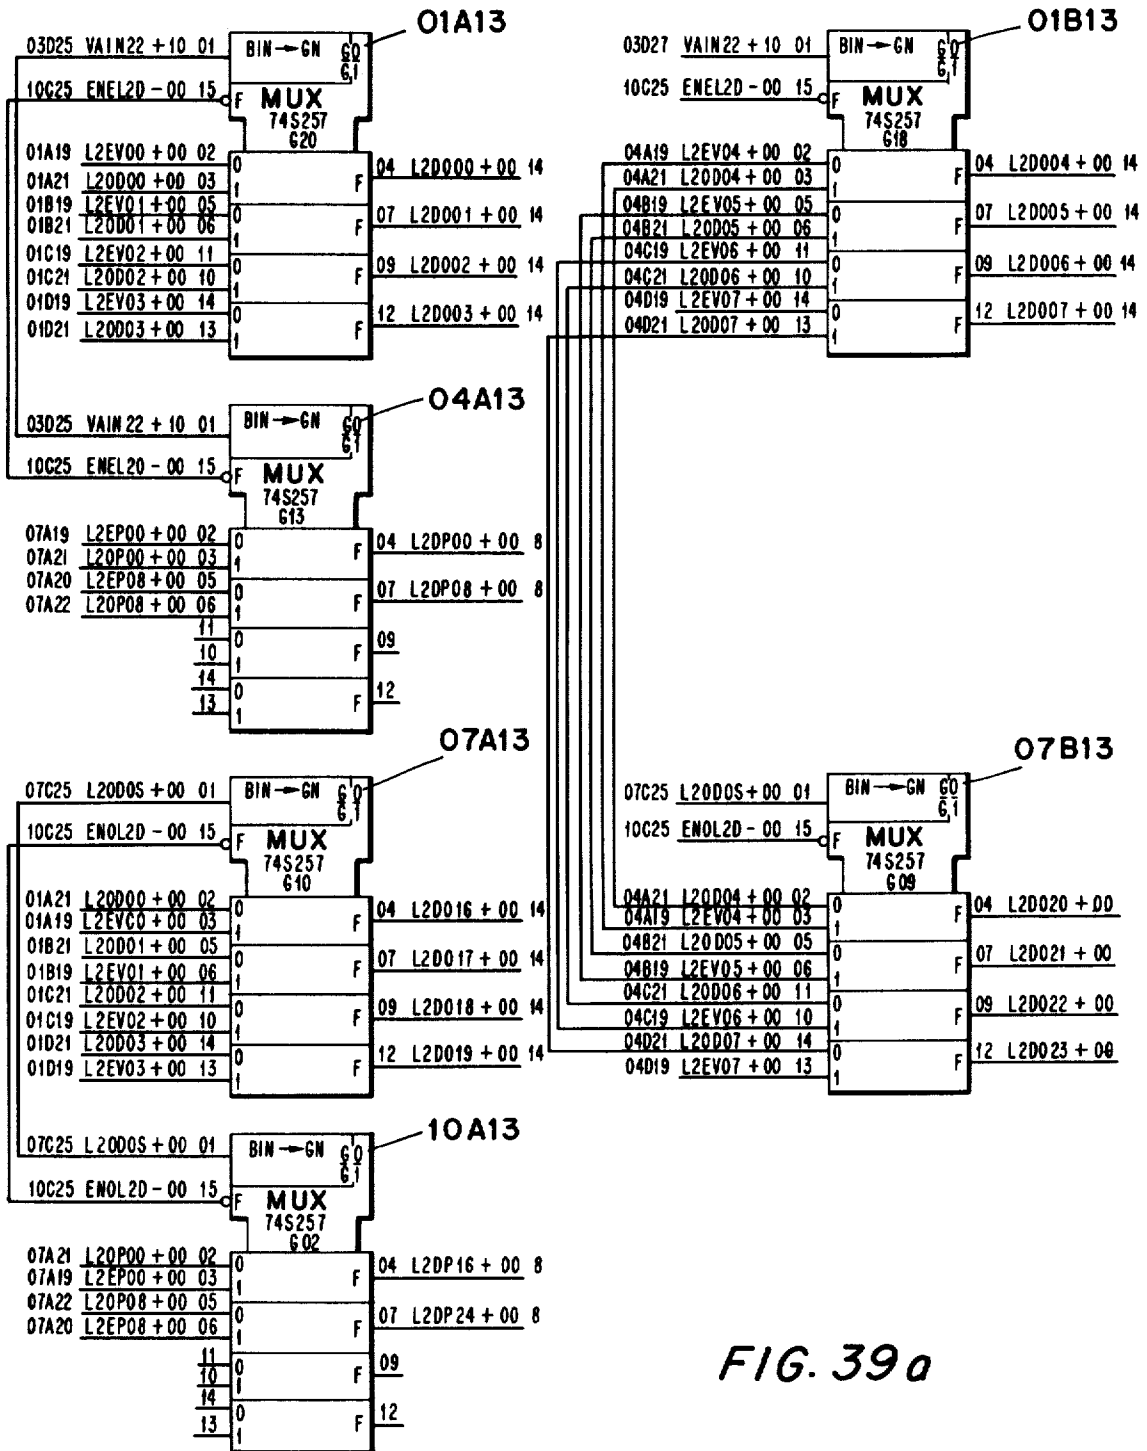 01A13
03D25 VAIN22+10 01
BIN→GN G0 G1
10C25 ENEL2D-00 15
F
MUX
74S257
G20
01A19 L2EV00+00 02 0
01A21 L2OD00+00 03 1
F 04 L2D000+00 14
01B19 L2EV01+00 05 0
01B21 L2OD01+00 06 1
F 07 L2D001+00 14
01C19 L2EV02+00 11 0
01C21 L2OD02+00 10 1
F 09 L2D002+00 14
01D19 L2EV03+00 14 0
01D21 L2OD03+00 13 1
F 12 L2D003+00 14
04A13
03D25 VAIN22+10 01
BIN→GN G0 G1
10C25 ENEL2D-00 15
F
MUX
74S257
G13
07A19 L2EP00+00 02 0
07A21 L2OP00+00 03 1
F 04 L2DP00+00 8
07A20 L2EP08+00 05 0
07A22 L2OP08+00 06 1
F 07 L2DP08+00 8
11 0
10 1
F 09
14 0
13 1
F 12
07A13
07C25 L2OD0S+00 01
BIN→GN G0 G1
10C25 ENOL2D-00 15
F
MUX
74S257
G10
01A21 L2OD00+00 02 0
01A19 L2EV00+00 03 1
F 04 L2D016+00 14
01B21 L2OD01+00 05 0
01B19 L2EV01+00 06 1
F 07 L2D017+00 14
01C21 L2OD02+00 11 0
01C19 L2EV02+00 10 1
F 09 L2D018+00 14
01D21 L2OD03+00 14 0
01D19 L2EV03+00 13 1
F 12 L2D019+00 14
10A13
07C25 L2OD0S+00 01
BIN→GN G0 G1
10C25 ENOL2D-00 15
F
MUX
74S257
G02
07A21 L2OP00+00 02 0
07A19 L2EP00+00 03 1
F 04 L2DP16+00 8
07A22 L2OP08+00 05 0
07A20 L2EP08+00 06 1
F 07 L2DP24+00 8
11 0
10 1
F 09
14 0
13 1
F 12
01B13
03D27 VAIN22+10 01
BIN→GN G0 G1
10C25 ENEL2D-00 15
F
MUX
74S257
G18
04A19 L2EV04+00 02 0
04A21 L2OD04+00 03 1
F 04 L2D004+00 14
04B19 L2EV05+00 05 0
04B21 L2OD05+00 06 1
F 07 L2D005+00 14
04C19 L2EV06+00 11 0
04C21 L2OD06+00 10 1
F 09 L2D006+00 14
04D19 L2EV07+00 14 0
04D21 L2OD07+00 13 1
F 12 L2D007+00 14
07B13
07C25 L2OD0S+00 01
BIN→GN G0 G1
10C25 ENOL2D-00 15
F
MUX
74S257
G09
04A21 L2OD04+00 02 0
04A19 L2EV04+00 03 1
F 04 L2D020+00
04B21 L2OD05+00 05 0
04B19 L2EV05+00 06 1
F 07 L2D021+00
04C21 L2OD06+00 11 0
04C19 L2EV06+00 10 1
F 09 L2D022+00
04D21 L2OD07+00 14 0
04D19 L2EV07+00 13 1
F 12 L2D023+00
FIG. 39a